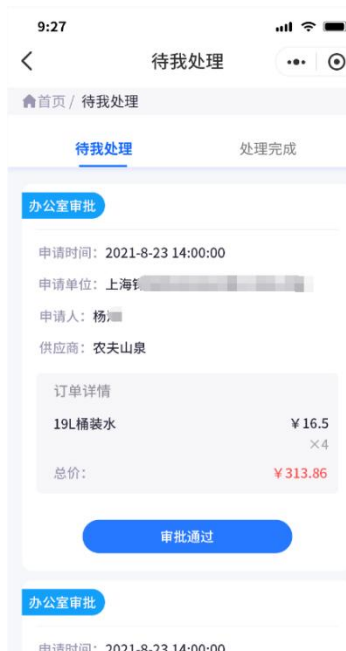 9:27
待我处理
首页 / 待我处理
待我处理 处理完成
办公室审批
申请时间：2021-8-23 14:00:00
申请单位：上海
申请人：杨
供应商：农夫山泉
订单详情
19L桶装水 ￥16.5
×4
总价： ￥313.86
审批通过
办公室审批
申请时间：2021-8-23 14:00:00